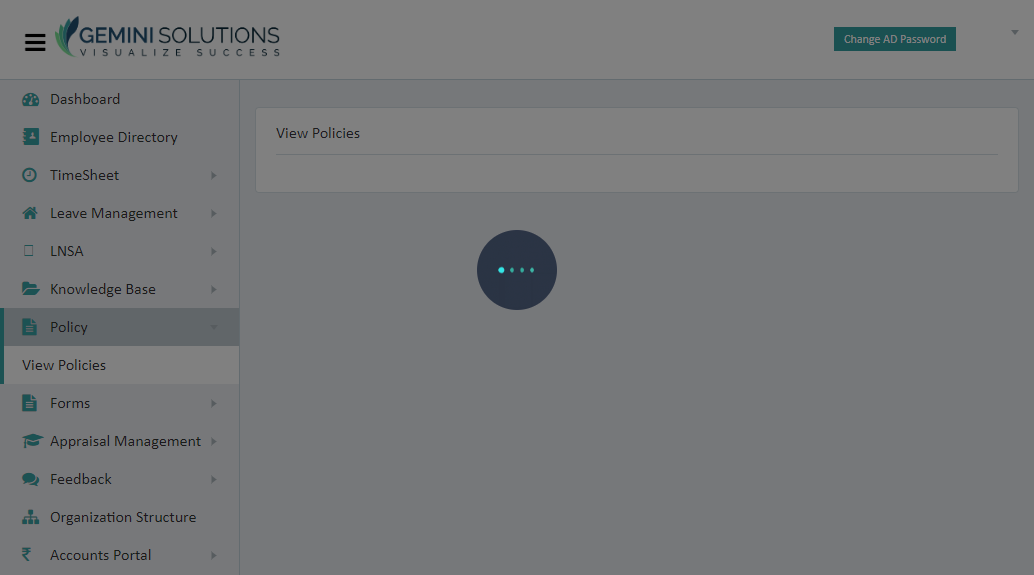 GEMINI SOLUTIONS
VISUALIZE SUCCESS
Change AD Password
Dashboard
Employee Directory
TimeSheet
Leave Management
LNSA
Knowledge Base
Policy
View Policies
Forms
Appraisal Management
Feedback
Organization Structure
Accounts Portal
View Policies